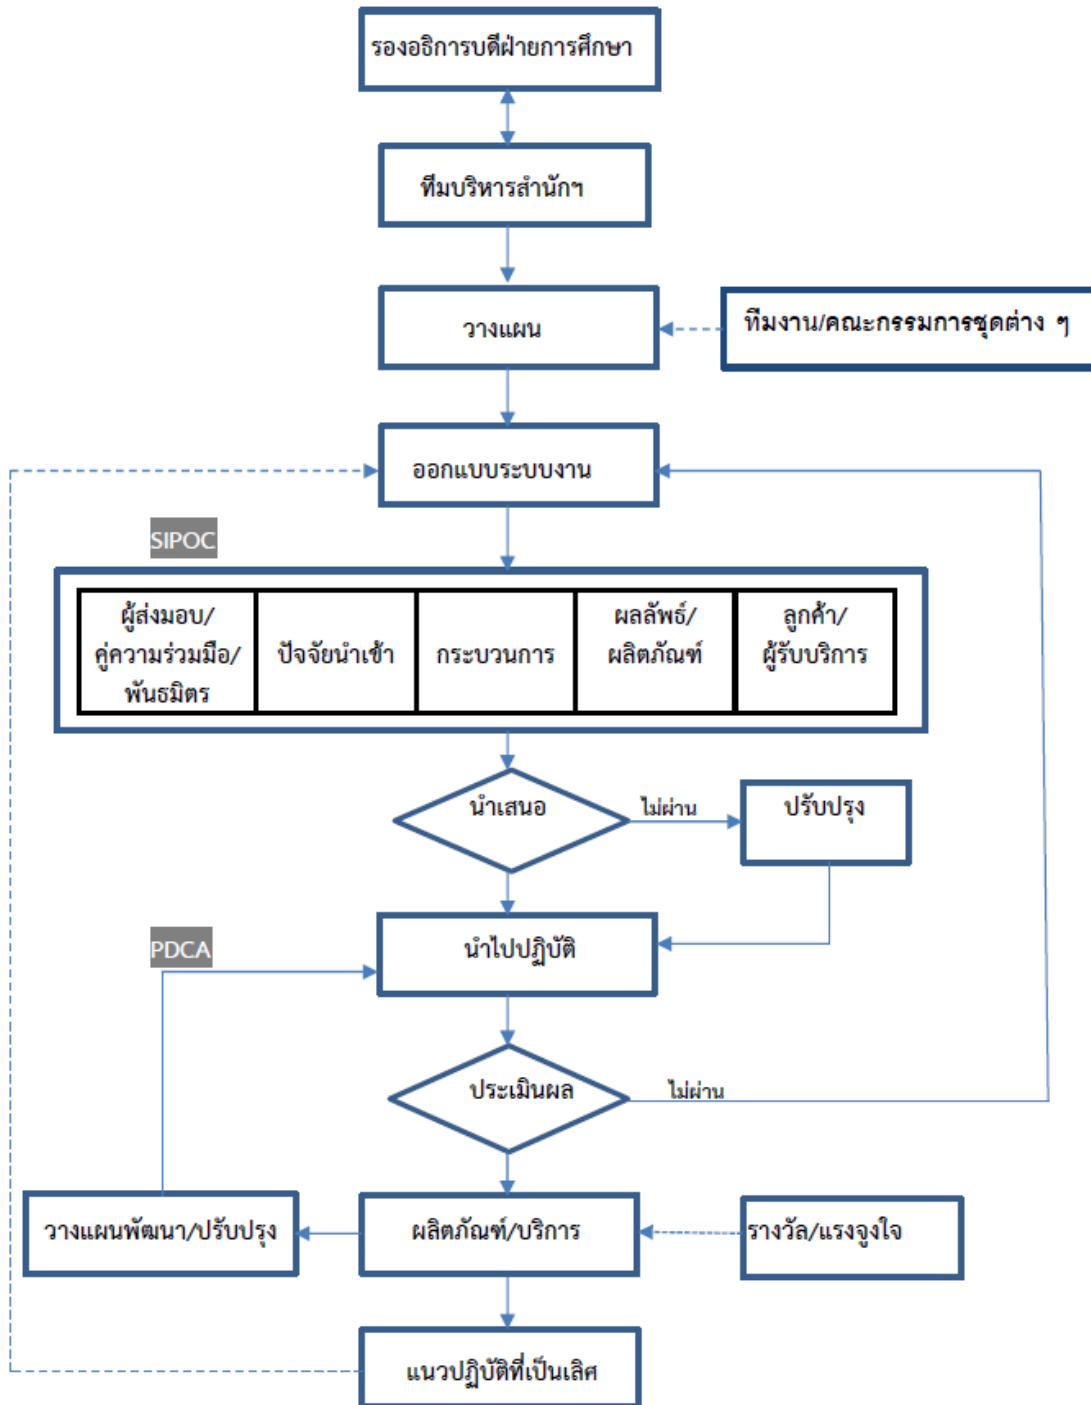 รองอธิการบดีฝ่ายการศึกษา
ทีมบริหารสำนักฯ
วางแผน
ทีมงาน/คณะกรรมการชุดต่าง ๆ
ออกแบบระบบงาน
SIPOC
ผู้ส่งมอบ/
คู่ความร่วมมือ/
พันธมิตร
ปัจจัยนำเข้า
กระบวนการ
ผลลัพธ์/
ผลิตภัณฑ์
ลูกค้า/
ผู้รับบริการ
นำเสนอ
ไม่ผ่าน
ปรับปรุง
PDCA
นำไปปฏิบัติ
ประเมินผล
ไม่ผ่าน
วางแผนพัฒนา/ปรับปรุง
ผลิตภัณฑ์/บริการ
รางวัล/แรงจูงใจ
แนวปฏิบัติที่เป็นเลิศ